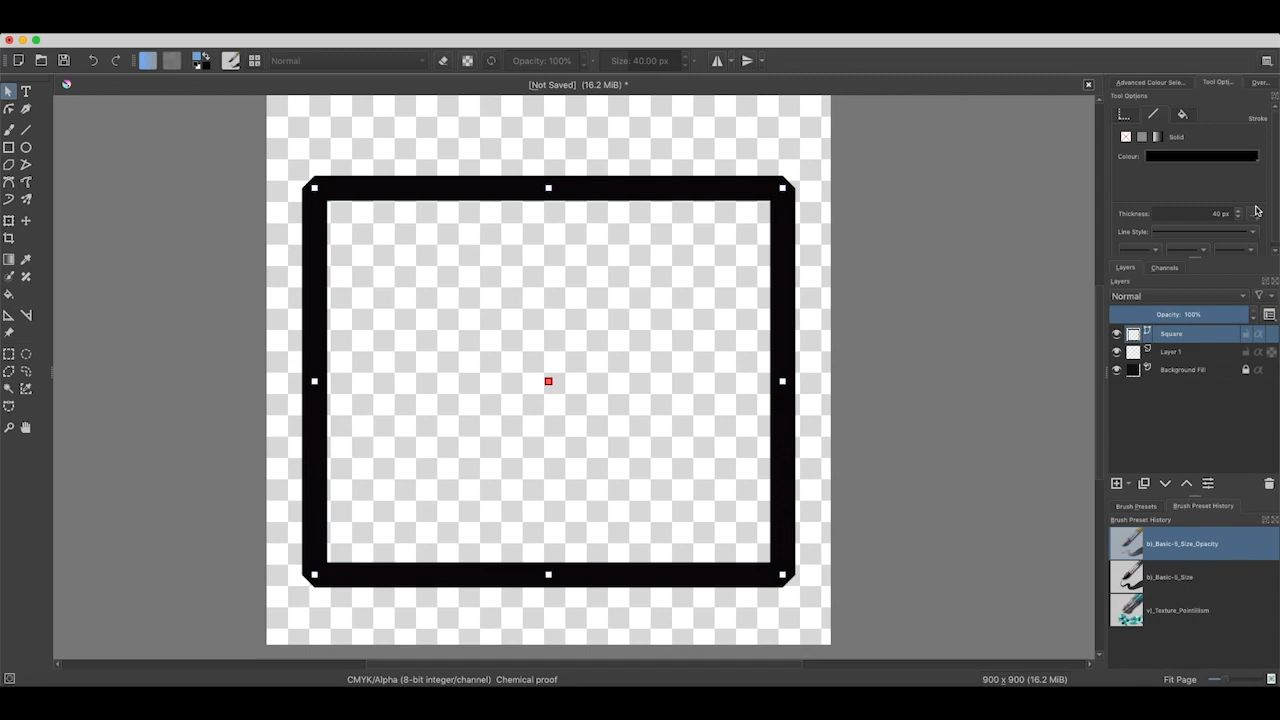 Normal
Opacity: 100%
Size: 40.00 px
[Not Saved] (16.2 MiB) *
Advanced Colour Sele...
Tool Opti...
Over...
Tool Options
Stroke
Solid
Colour:
Thickness:
40 px
Line Style:
Layers
Channels
Layers
Normal
Opacity: 100%
Square
Layer 1
Background Fill
Brush Presets
Brush Preset History
Brush Preset History
b)_Basic-5_Size_Opacity
b)_Basic-5_Size
v)_Texture_Pointillism
CMYK/Alpha (8-bit integer/channel) Chemical proof
900 x 900 (16.2 MiB)
Fit Page